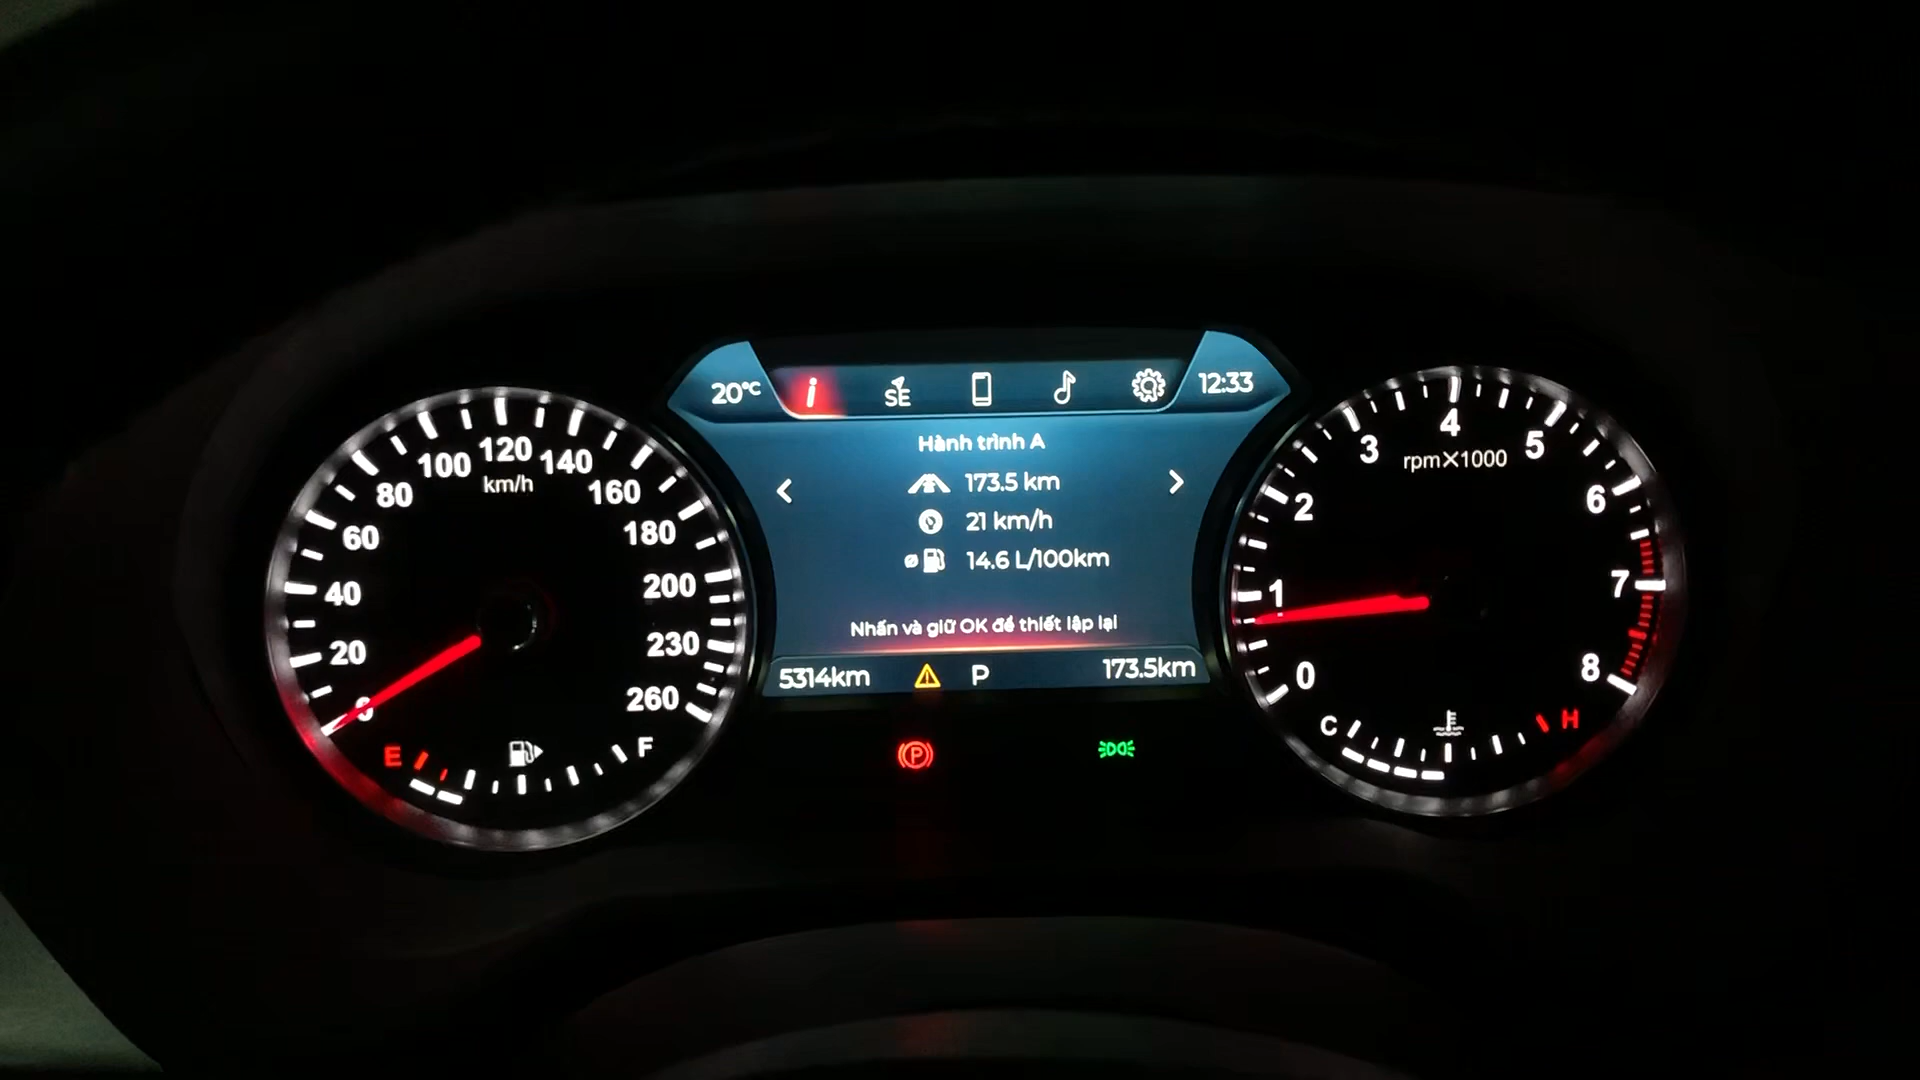 20°C
i
SE
12:33
Hành trình A
173.5 km
21 km/h
ø 14.6 L/100km
Nhấn và giữ OK để thiết lập lại
5314km
P
173.5km
0
20
40
60
80
100
120
140
160
180
200
230
260
km/h
E
F
P
0
1
2
3
4
5
6
7
8
rpm×1000
C
H